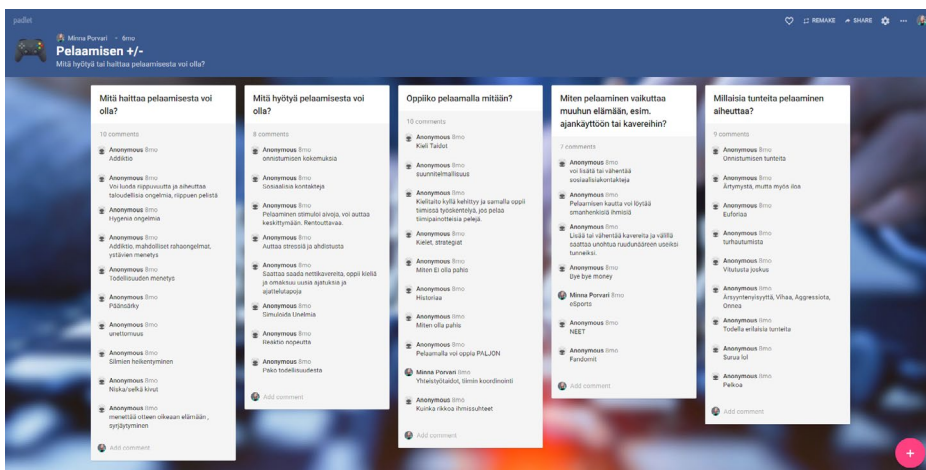 padlet
REMAKE
SHARE
Minna Porvari - 6mo
Pelaamisen +/-
Mitä hyötyä tai haittaa pelaamisesta voi olla?
Mitä haittaa pelaamisesta voi
olla?
10 comments
Anonymous 8mo
Addiktio
Anonymous 8mo
Voi luoda riippuvuutta ja aiheuttaa
taloudellisia ongelmia, riippuen pelistä
Anonymous 8mo
Hygenia ongelmia
Anonymous 8mo
Addiktio, mahdolliset rahaongelmat,
ystävien menetys
Anonymous 8mo
Todellisuuden menetys
Anonymous 8mo
Päänsärky
Anonymous 8mo
unettomuus
Anonymous 8mo
Silmien heikentyminen
Anonymous 8mo
Niska/selkä kivut
Anonymous 8mo
menettää otteen oikeaan elämään ,
syrjäytyminen
Add comment
Mitä hyötyä pelaamisesta voi
olla?
8 comments
Anonymous 8mo
onnistumisen kokemuksia
Anonymous 8mo
Sosiaalisia kontakteja
Anonymous 8mo
Pelaaminen stimuloi aivoja, voi auttaa
keskittymään. Rentouttavaa.
Anonymous 8mo
Auttaa stressiä ja ahdistusta
Anonymous 8mo
Saattaa saada nettikavereita, oppii kieliä
ja omaksuu uusia ajatuksia ja
ajattelutapoja
Anonymous 8mo
Simuloida Unelmia
Anonymous 8mo
Reaktio nopeutta
Anonymous 8mo
Pako todellisuudesta
Add comment
Oppiiko pelaamalla mitään?
10 comments
Anonymous 8mo
Kieli Taidot
Anonymous 8mo
suunnitelmallisuus
Anonymous 8mo
Kielitaito kyllä kehittyy ja samalla oppii
tiimissä työskentelyä, jos pelaa
tiimipainotteisia pelejä.
Anonymous 8mo
Kielet, strategiat
Anonymous 8mo
Miten Ei olla pahis
Anonymous 8mo
Historiaa
Anonymous 8mo
Miten olla pahis
Anonymous 8mo
Pelaamalla voi oppia PALJON
Minna Porvari 8mo
Yhteistyötaidot, tiimin koordinointi
Anonymous 8mo
Kuinka rikkoa ihmissuhteet
Add comment
Miten pelaaminen vaikuttaa
muuhun elämään, esim.
ajankäyttöön tai kavereihin?
7 comments
Anonymous 8mo
voi lisätä tai vähentää
sosiaalisiakontakteja
Anonymous 8mo
Pelaamisen kautta voi löytää
smanhenkisiä ihmisiä
Anonymous 8mo
Lisää tai vähentää kavereita ja välillä
saattaa unohtua ruudunääreen useiksi
tunneiksi.
Anonymous 8mo
bye bye money
Minna Porvari 8mo
eSports
Anonymous 8mo
NEET
Anonymous 8mo
Fandomit
Add comment
Millaisia tunteita pelaaminen
aiheuttaa?
9 comments
Anonymous 8mo
Onnistumisen tunteita
Anonymous 8mo
Ärtymystä, mutta myös iloa
Anonymous 8mo
Euforiaa
Anonymous 8mo
turhautumista
Anonymous 8mo
Vitutusta joskus
Anonymous 8mo
Ärsyyntenyisyyttä, Vihaa, Aggressiota,
Onnea
Anonymous 8mo
Todella erilaisia tunteita
Anonymous 8mo
Surua lol
Anonymous 8mo
Pelkoa
Add comment